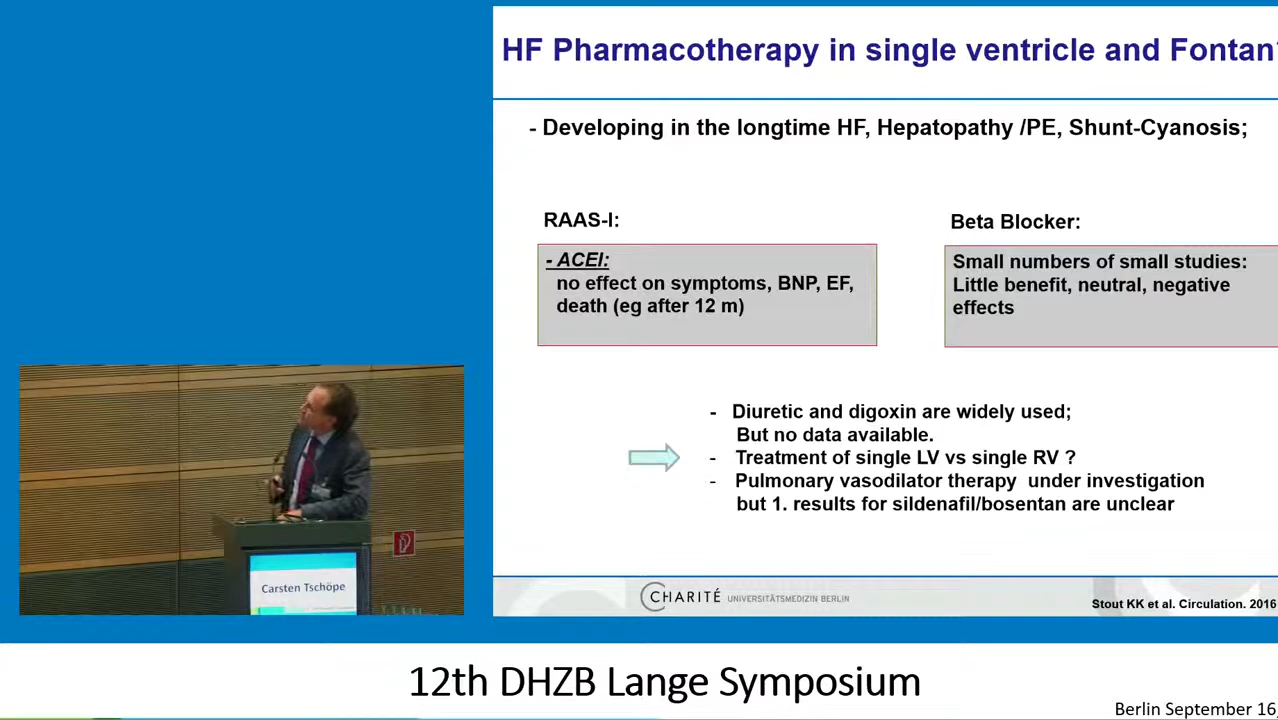 HF Pharmacotherapy in single ventricle and Fontan
- Developing in the longtime HF, Hepatopathy /PE, Shunt-Cyanosis;
RAAS-I:
- ACEI:
no effect on symptoms, BNP, EF,
death (eg after 12 m)
Beta Blocker:
Small numbers of small studies:
Little benefit, neutral, negative
effects
- Diuretic and digoxin are widely used;
But no data available.
- Treatment of single LV vs single RV ?
- Pulmonary vasodilator therapy under investigation
but 1. results for sildenafil/bosentan are unclear
CHARITÉ UNIVERSITÄTSMEDIZIN BERLIN
Stout KK et al. Circulation. 2016
Carsten Tschöpe
12th DHZB Lange Symposium
Berlin September 16